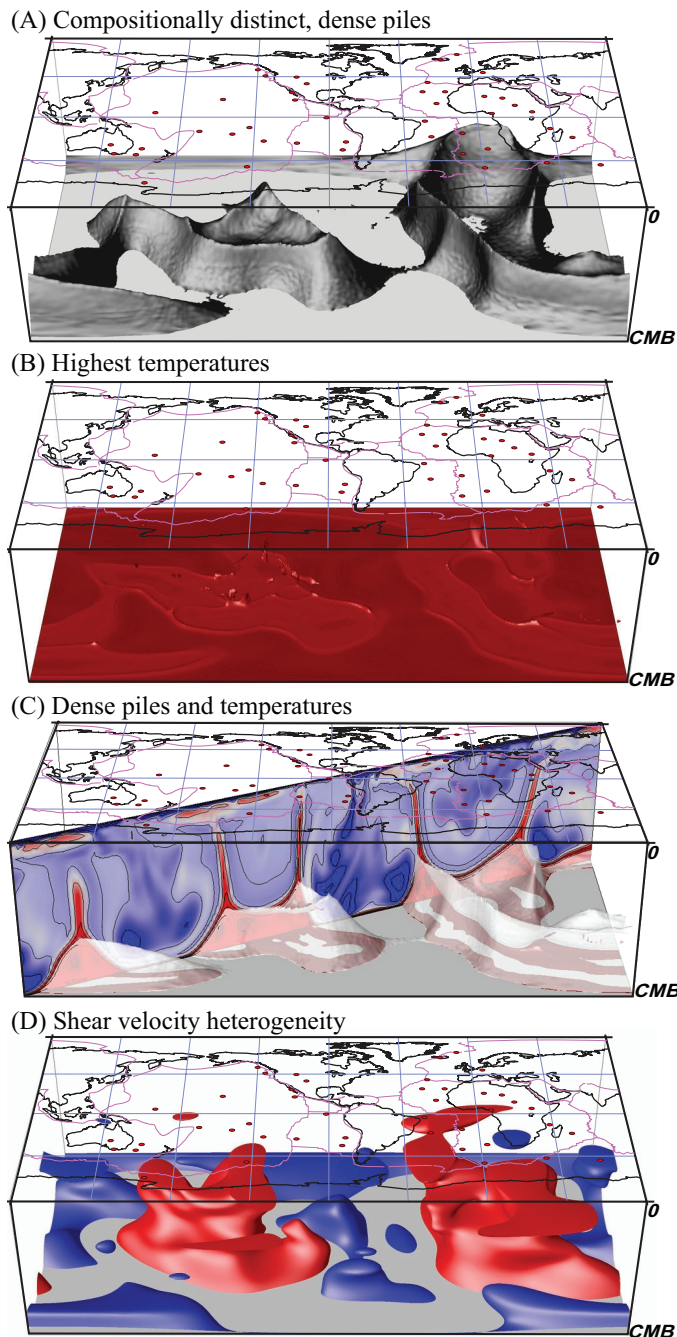 (A) Compositionally distinct, dense piles
0
CMB
(B) Highest temperatures
0
CMB
(C) Dense piles and temperatures
0
CMB
(D) Shear velocity heterogeneity
0
CMB